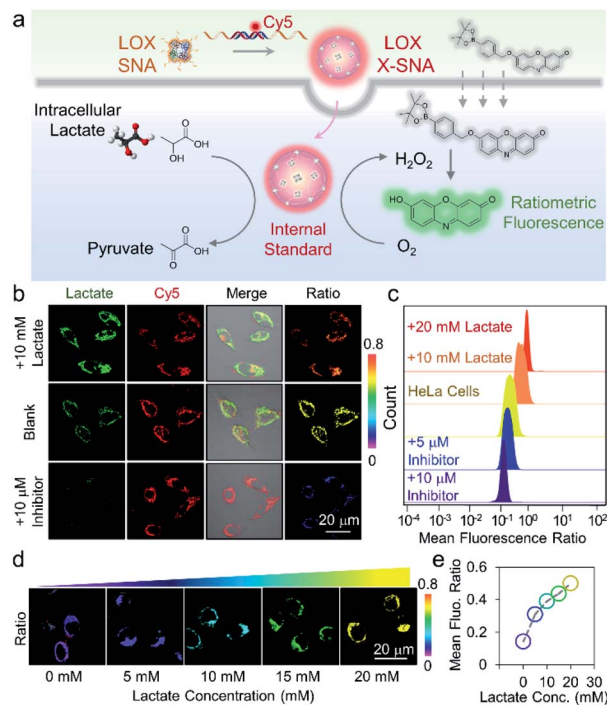 a
LOX
SNA
Cy5
LOX
X-SNA
Intracellular
Lactate
OH
OH
O
Pyruvate
OH
O
Internal
Standard
H₂O₂
O₂
HO
O
N
Ratiometric
Fluorescence
b
Lactate
Cy5
Merge
Ratio
+10 mM
Lactate
Blank
+10 μM
Inhibitor
20 μm
0.8
0
c
+20 mM Lactate
+10 mM Lactate
HeLa Cells
+5 μM
Inhibitor
+10 μM
Inhibitor
Count
10⁻⁴ 10⁻³ 10⁻² 10⁻¹ 10⁰ 10¹ 10²
Mean Fluorescence Ratio
d
Ratio
20 μm
0.8
0
0 mM 5 mM 10 mM 15 mM 20 mM
Lactate Concentration (mM)
e
Mean Fluo. Ratio
0.6
0.4
0.2
0.0
0 10 20 30
Lactate Conc. (mM)